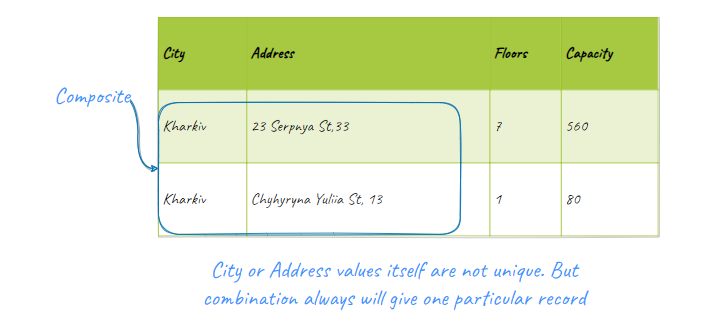 City Address Floors Capacity
Composite
Kharkiv 23 Serpnya St,33 7 560
Kharkiv Chyhyryna Yuliia St, 13 1 80
City or Address values itself are not unique. But
combination always will give one particular record